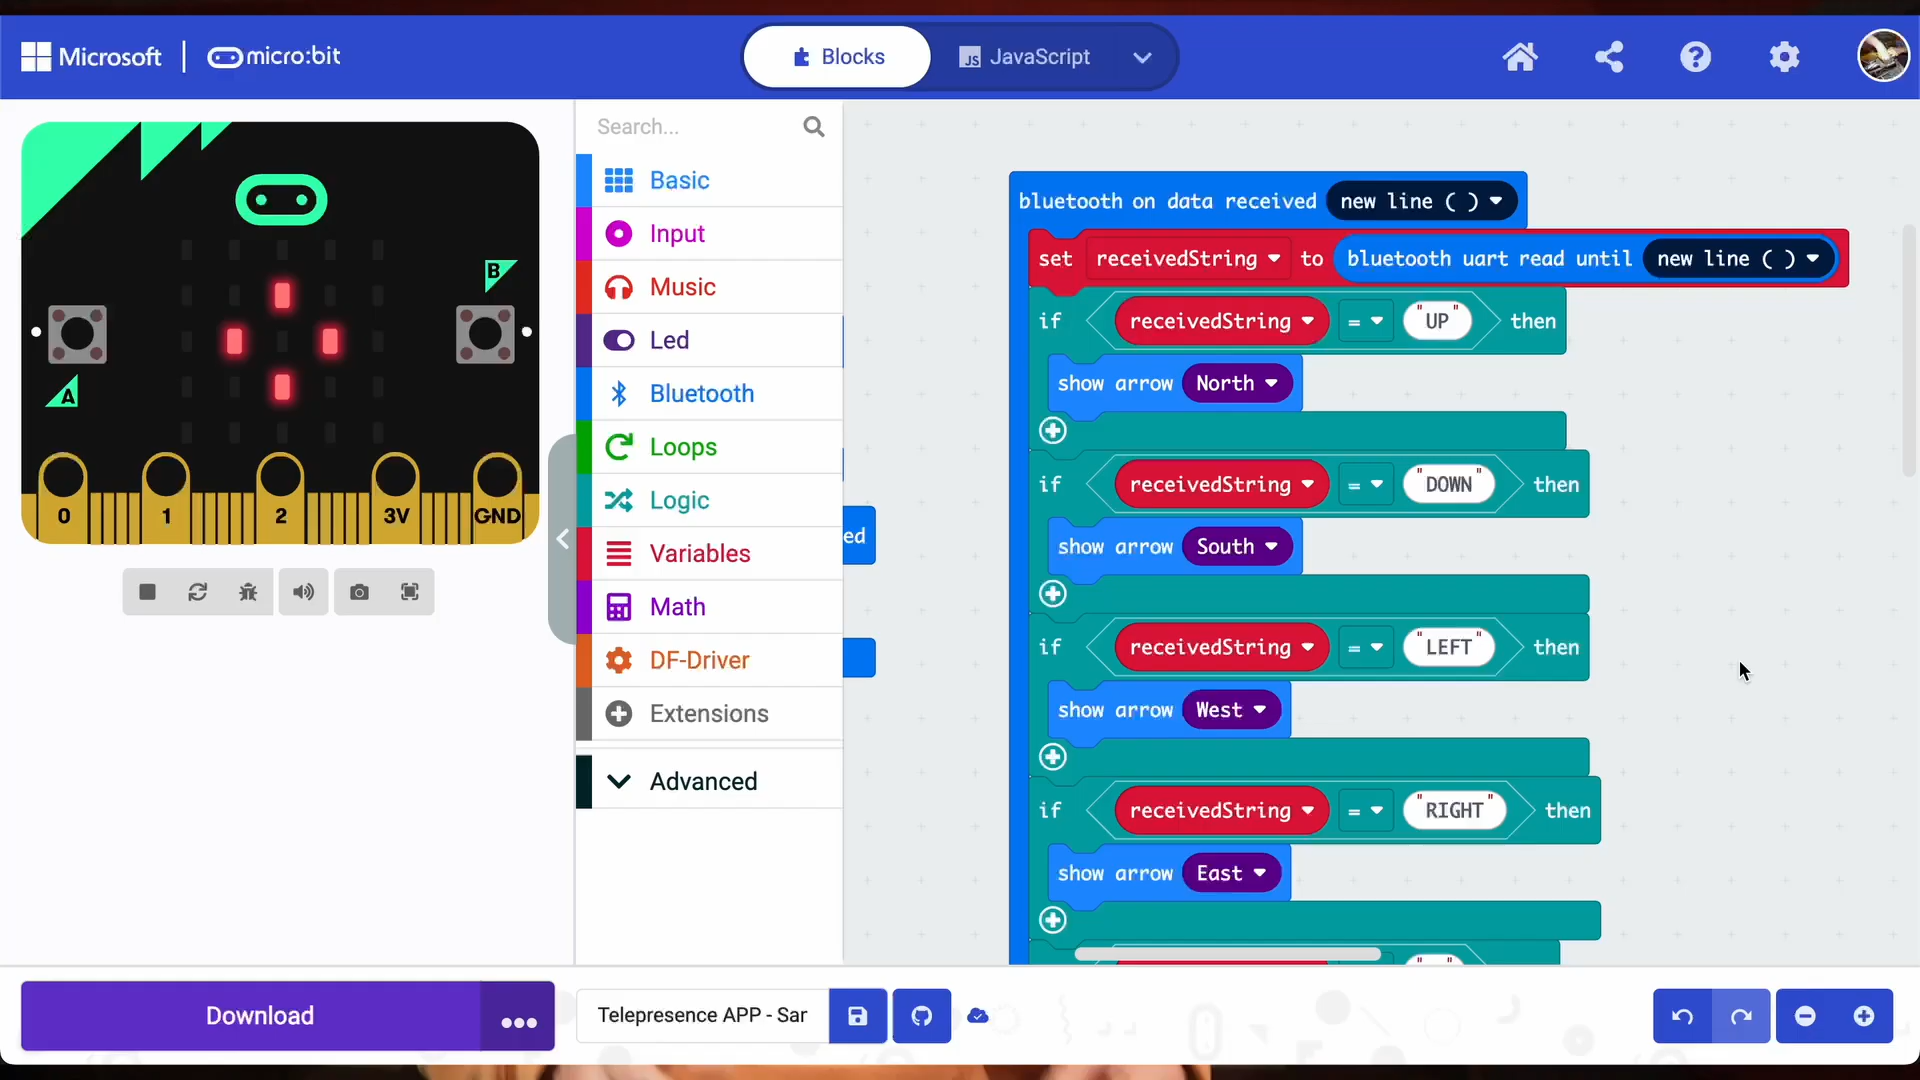 Microsoft
micro:bit
Blocks
JS JavaScript
B
A
0 1 2 3V GND
Search...
Basic
Input
Music
Led
Bluetooth
Loops
Logic
Variables
Math
DF-Driver
Extensions
Advanced
ed
bluetooth on data received new line ( )
set receivedString to bluetooth uart read until new line ( )
if receivedString = "UP" then
show arrow North
if receivedString = "DOWN" then
show arrow South
if receivedString = "LEFT" then
show arrow West
if receivedString = "RIGHT" then
show arrow East
Download
Telepresence APP - Sar